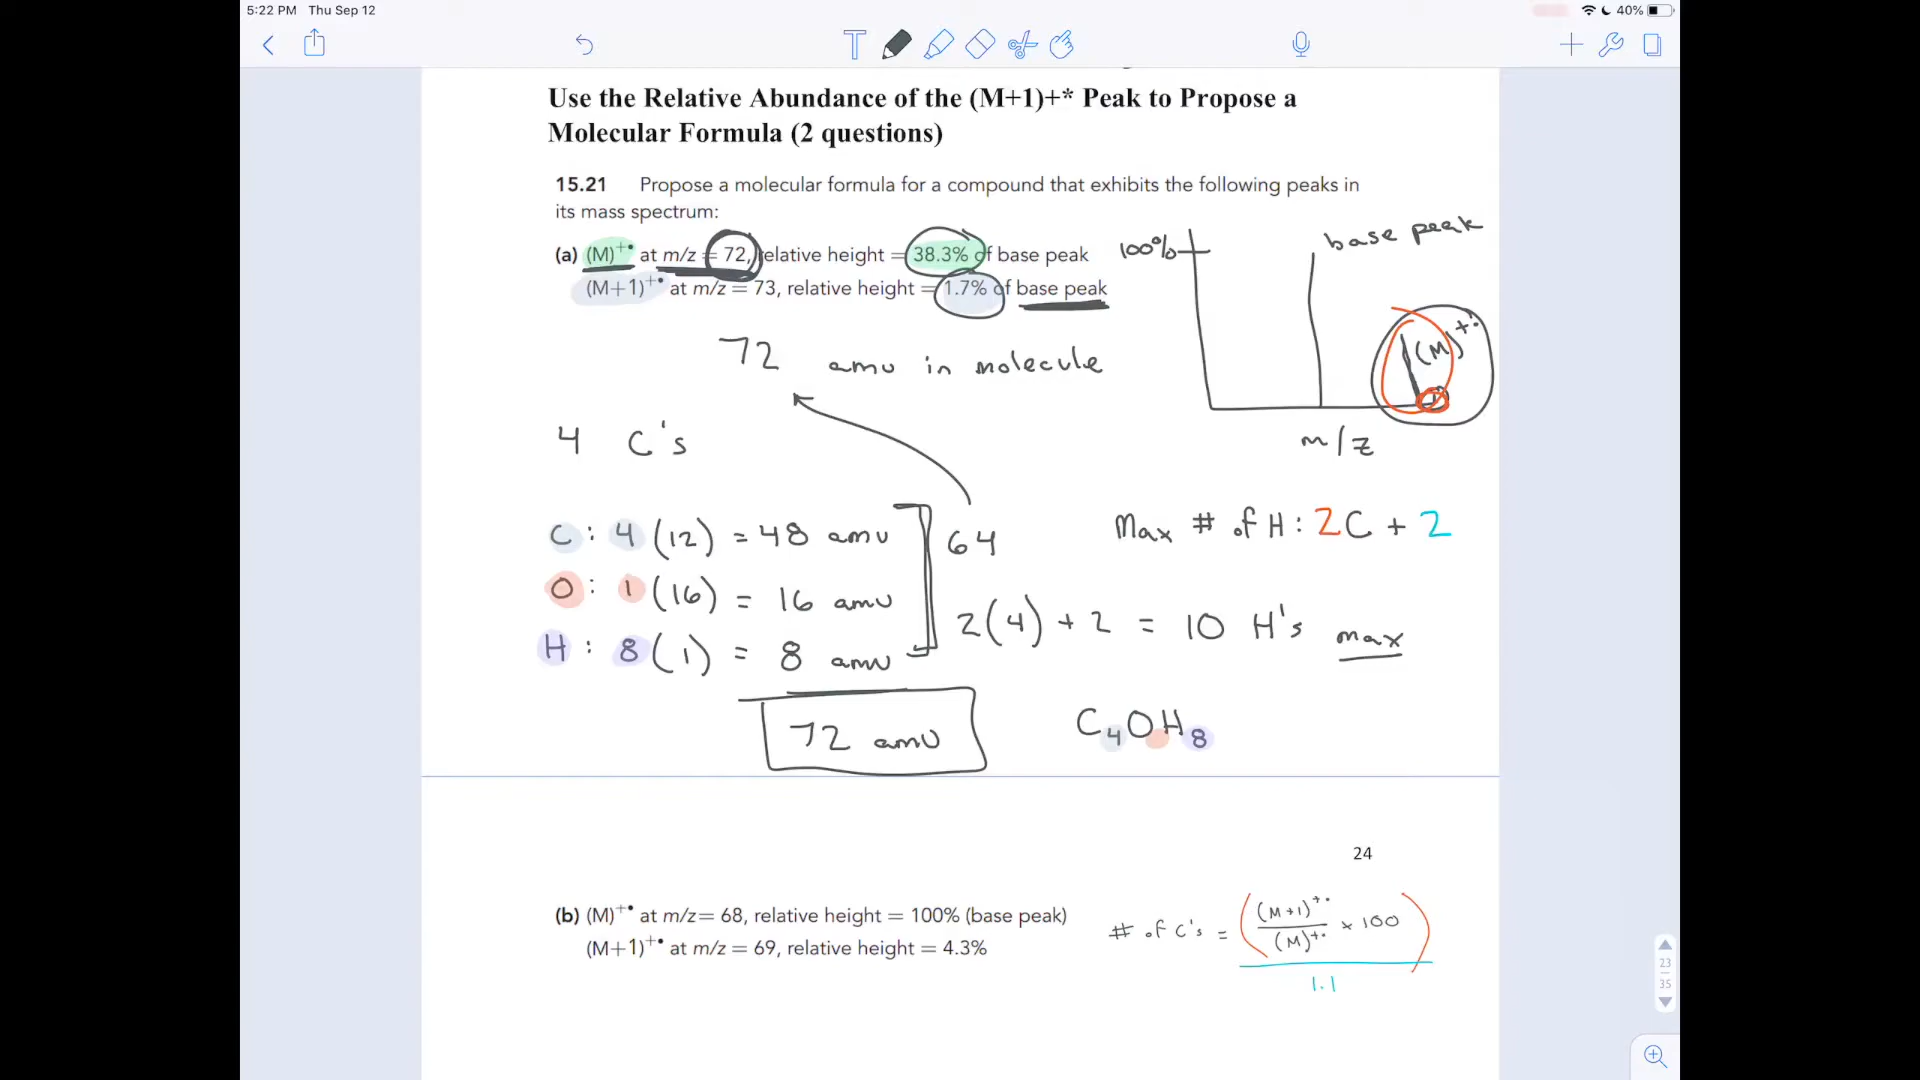 5:22 PM Thu Sep 12
40%
Use the Relative Abundance of the (M+1)+* Peak to Propose a
Molecular Formula (2 questions)
15.21 Propose a molecular formula for a compound that exhibits the following peaks in
its mass spectrum:
(a) (M)⁺• at m/z = 72, relative height = 38.3% of base peak
(M+1)⁺• at m/z = 73, relative height = 1.7% of base peak
100%
base peak
(M)⁺•
m/z
72 amu in molecule
4 C's
C: 4 (12) = 48 amu
O: 1 (16) = 16 amu
H: 8 (1) = 8 amu
64
72 amu
Max # of H: 2C + 2
2(4) + 2 = 10 H's max
C₄OH₈
24
(b) (M)⁺• at m/z= 68, relative height = 100% (base peak)
(M+1)⁺• at m/z = 69, relative height = 4.3%
# of C's = ((M+1)⁺• / (M)⁺• × 100)
1.1
23
35